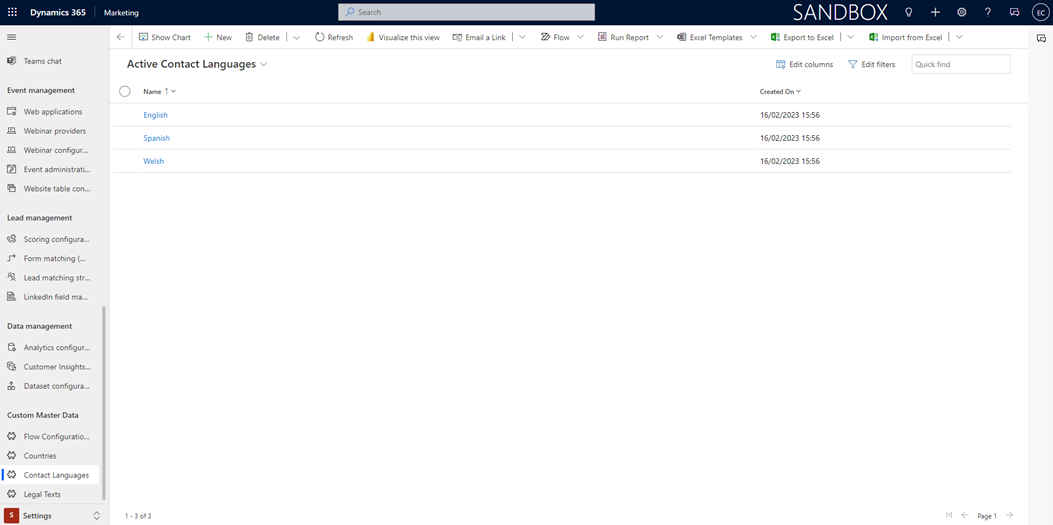 Dynamics 365 Marketing Search SANDBOX ? EC
Show Chart New Delete Refresh Visualize this view Email a Link Flow Run Report Excel Templates Export to Excel Import from Excel
Teams chat
Event management
Web applications
Webinar providers
Webinar configur...
Event administrati...
Website table con...
Lead management
Scoring configura...
Form matching (...
Lead matching str...
LinkedIn field ma...
Data management
Analytics configur...
Customer Insights...
Dataset configura...
Custom Master Data
Flow Configuratio...
Countries
Contact Languages
Legal Texts
S Settings
Active Contact Languages Edit columns Edit filters Quick find
Name ↑ Created On
English 16/02/2023 15:56
Spanish 16/02/2023 15:56
Welsh 16/02/2023 15:56
1 - 3 of 3 Page 1